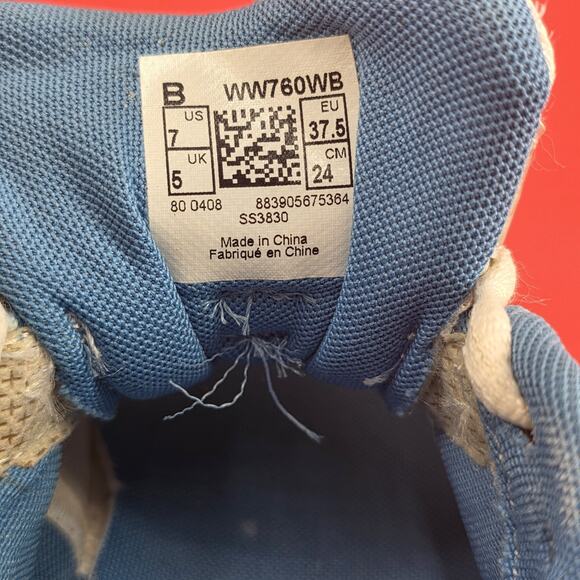 B WW760WB
US 7 EU 37.5
UK 5 CM 24
80 0408 883905675364
SS3830
Made in China
Fabriqué en Chine